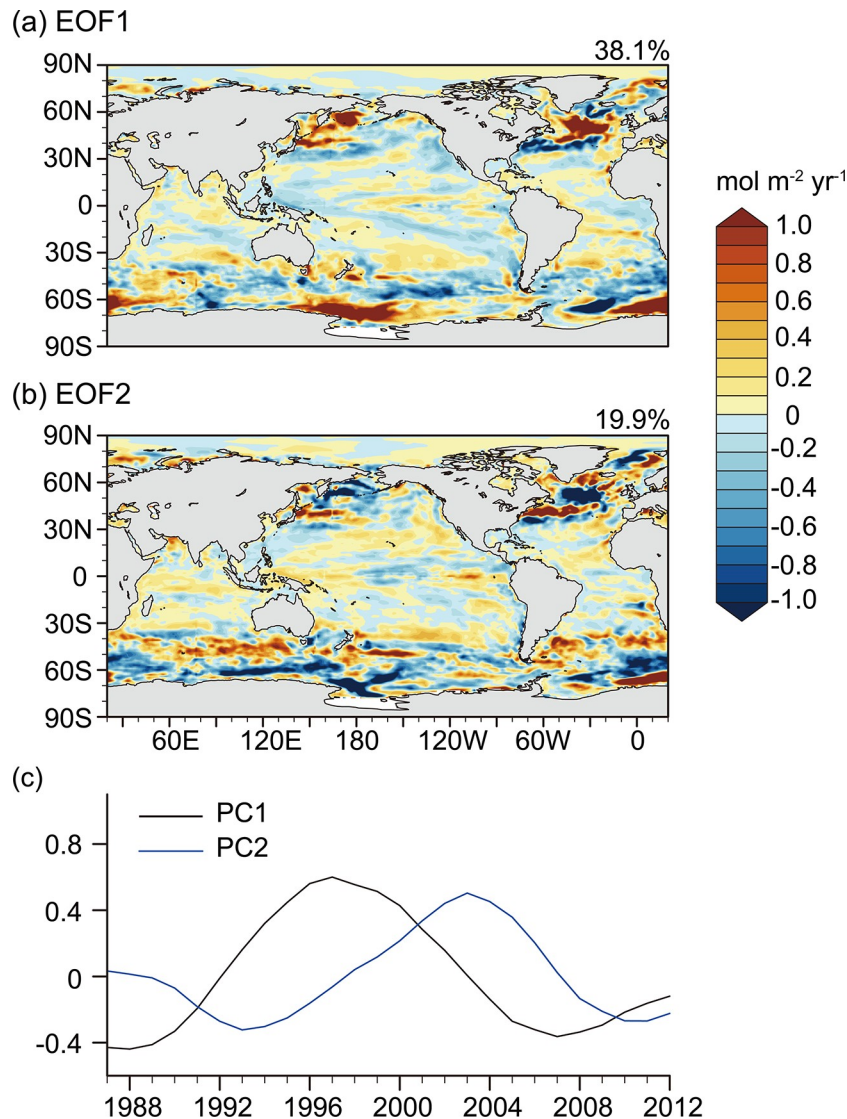 (a) EOF1
38.1%
90N
60N
30N
0
30S
60S
90S
mol m-2 yr-1
1.0
0.8
0.6
0.4
0.2
0
-0.2
-0.4
-0.6
-0.8
-1.0
(b) EOF2
19.9%
90N
60N
30N
0
30S
60S
90S
60E 120E 180 120W 60W 0
(c)
PC1
PC2
0.8
0.4
0
-0.4
1988 1992 1996 2000 2004 2008 2012